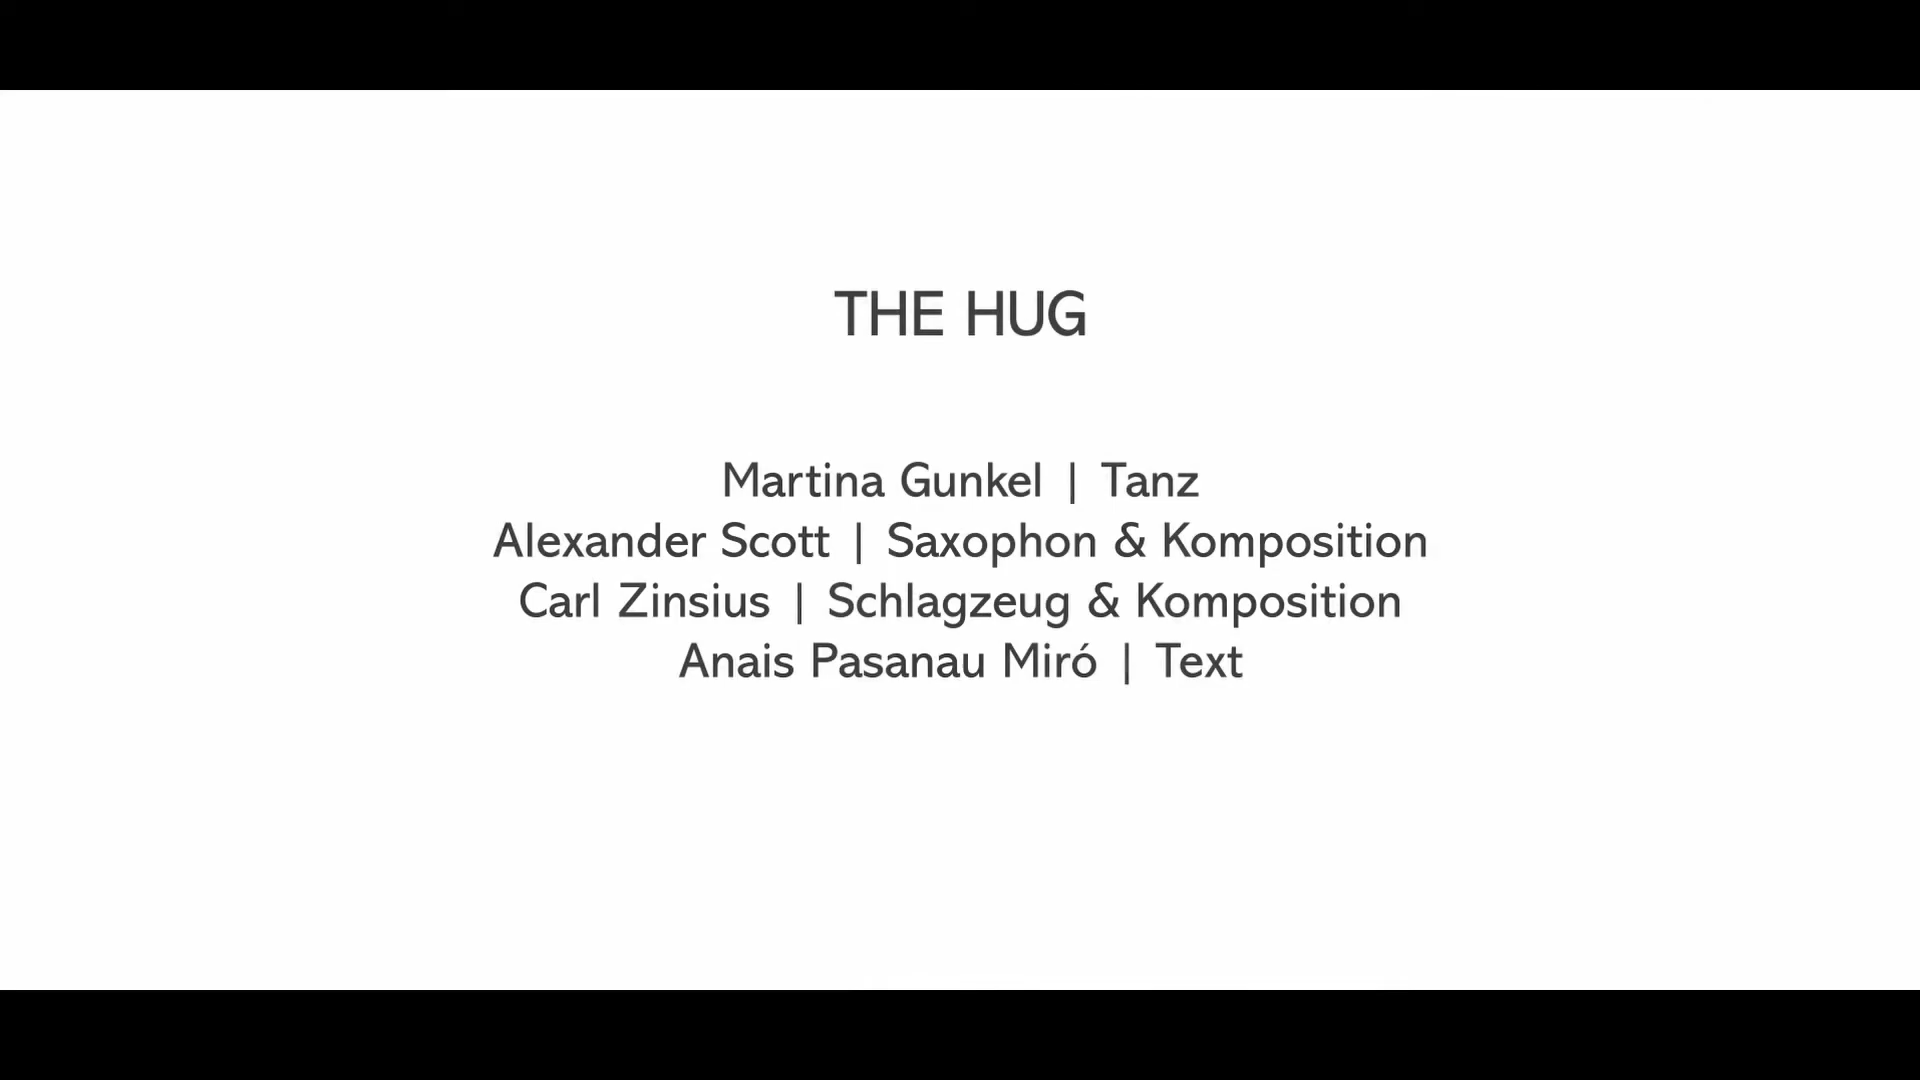 THE HUG
Martina Gunkel | Tanz
Alexander Scott | Saxophon & Komposition
Carl Zinsius | Schlagzeug & Komposition
Anais Pasanau Miró | Text